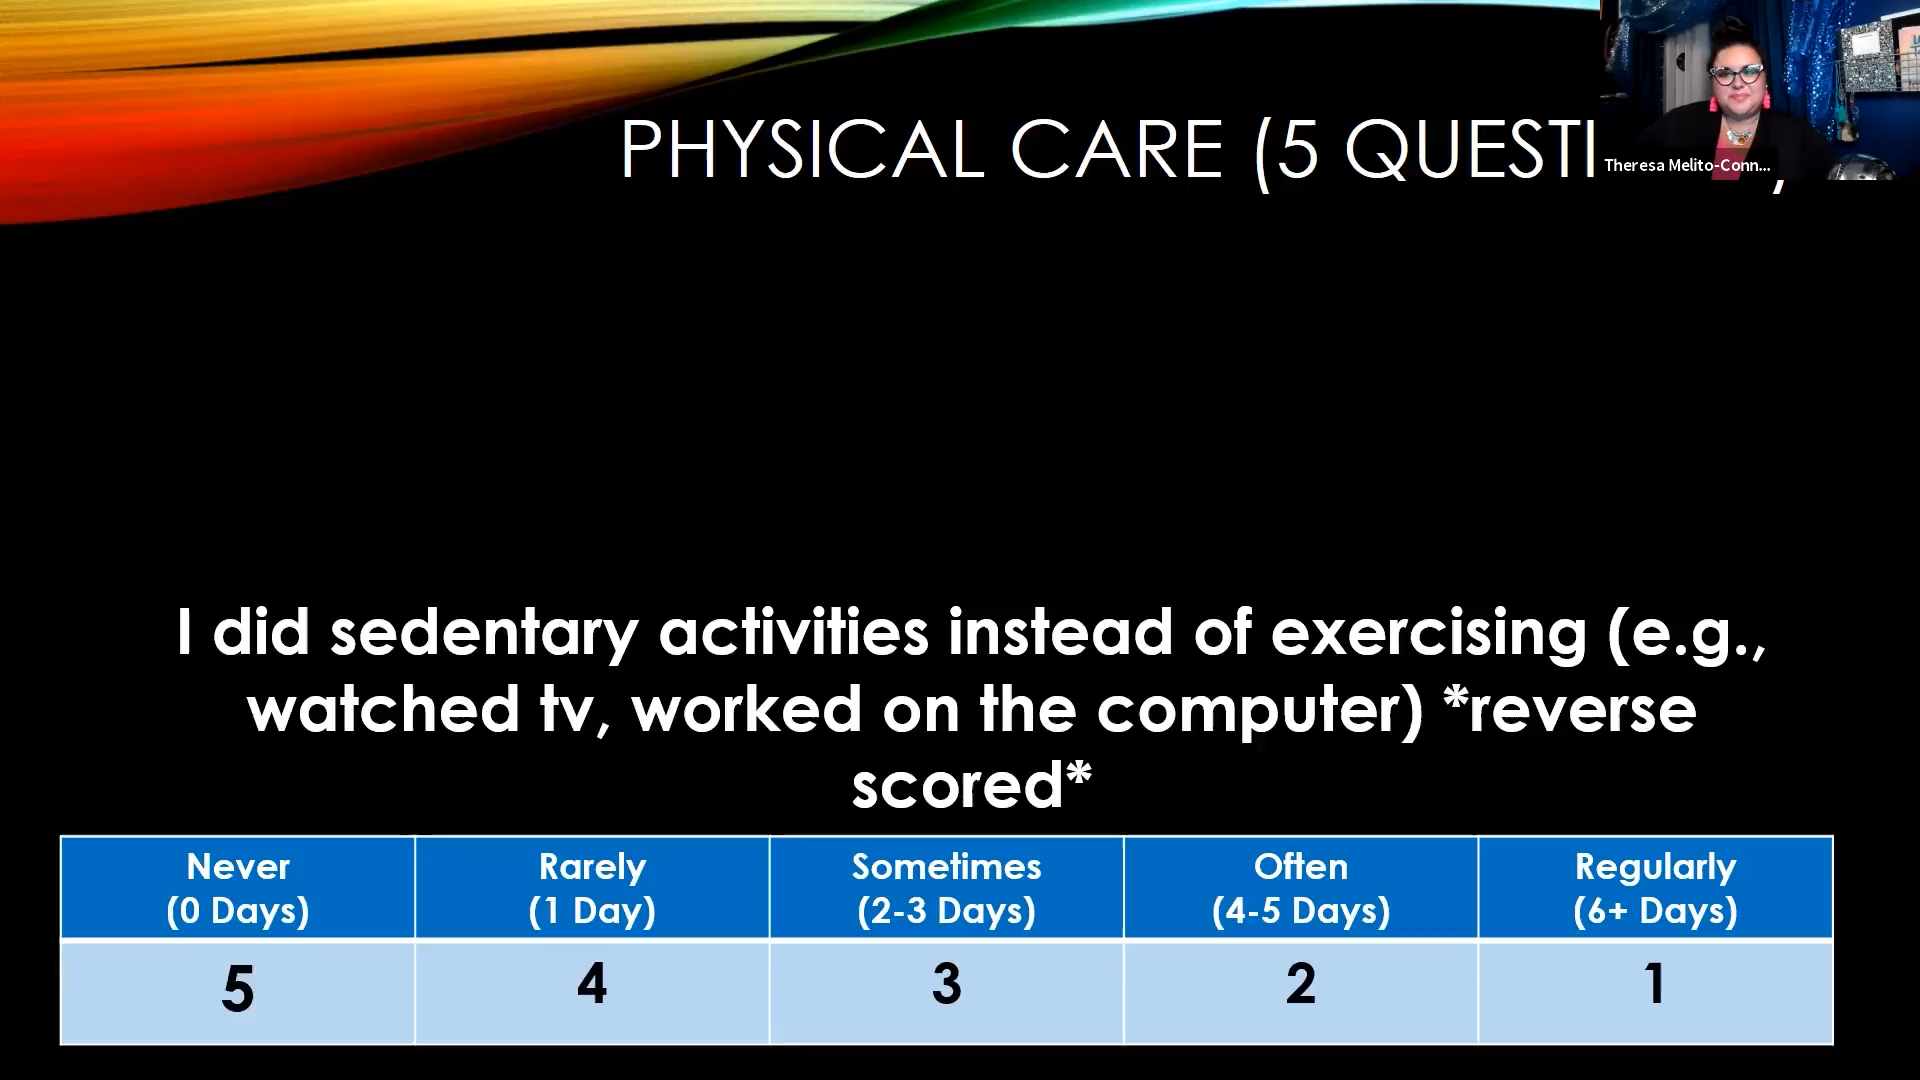 PHYSICAL CARE (5 QUESTI
Theresa Melito-Conn...
I did sedentary activities instead of exercising (e.g.,
watched tv, worked on the computer) *reverse
scored*
Never Rarely Sometimes Often Regularly
(0 Days) (1 Day) (2-3 Days) (4-5 Days) (6+ Days)
5 4 3 2 1